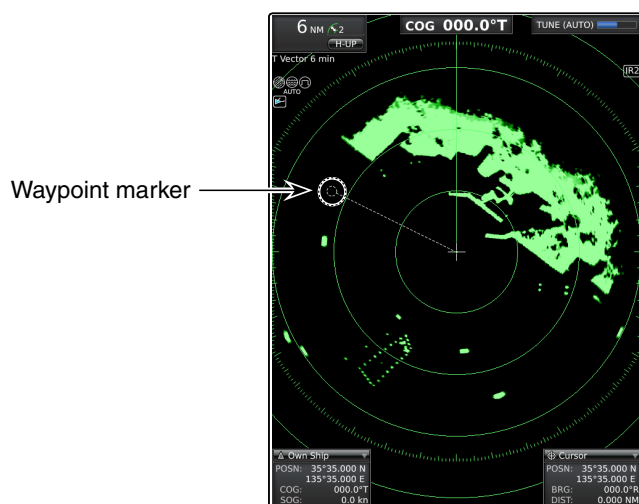 6 NM 2
H-UP
COG 000.0°T
TUNE (AUTO)
T Vector 6 min
IR2
AUTO
Waypoint marker
Own Ship
POSN: 35°35.000 N
135°35.000 E
COG: 000.0°T
SOG: 0.0 kn
Cursor
POSN: 35°35.000 N
135°35.000 E
BRG: 000.0°R
DIST: 0.000 NM